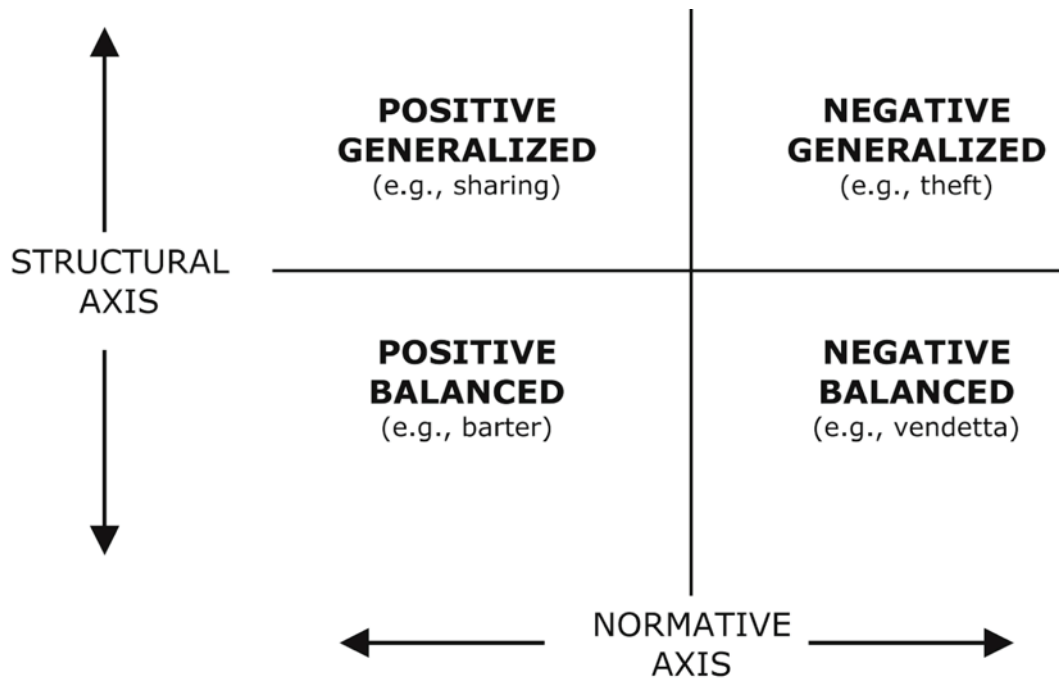 POSITIVE
GENERALIZED
(e.g., sharing)
NEGATIVE
GENERALIZED
(e.g., theft)
STRUCTURAL
AXIS
POSITIVE
BALANCED
(e.g., barter)
NEGATIVE
BALANCED
(e.g., vendetta)
NORMATIVE
AXIS